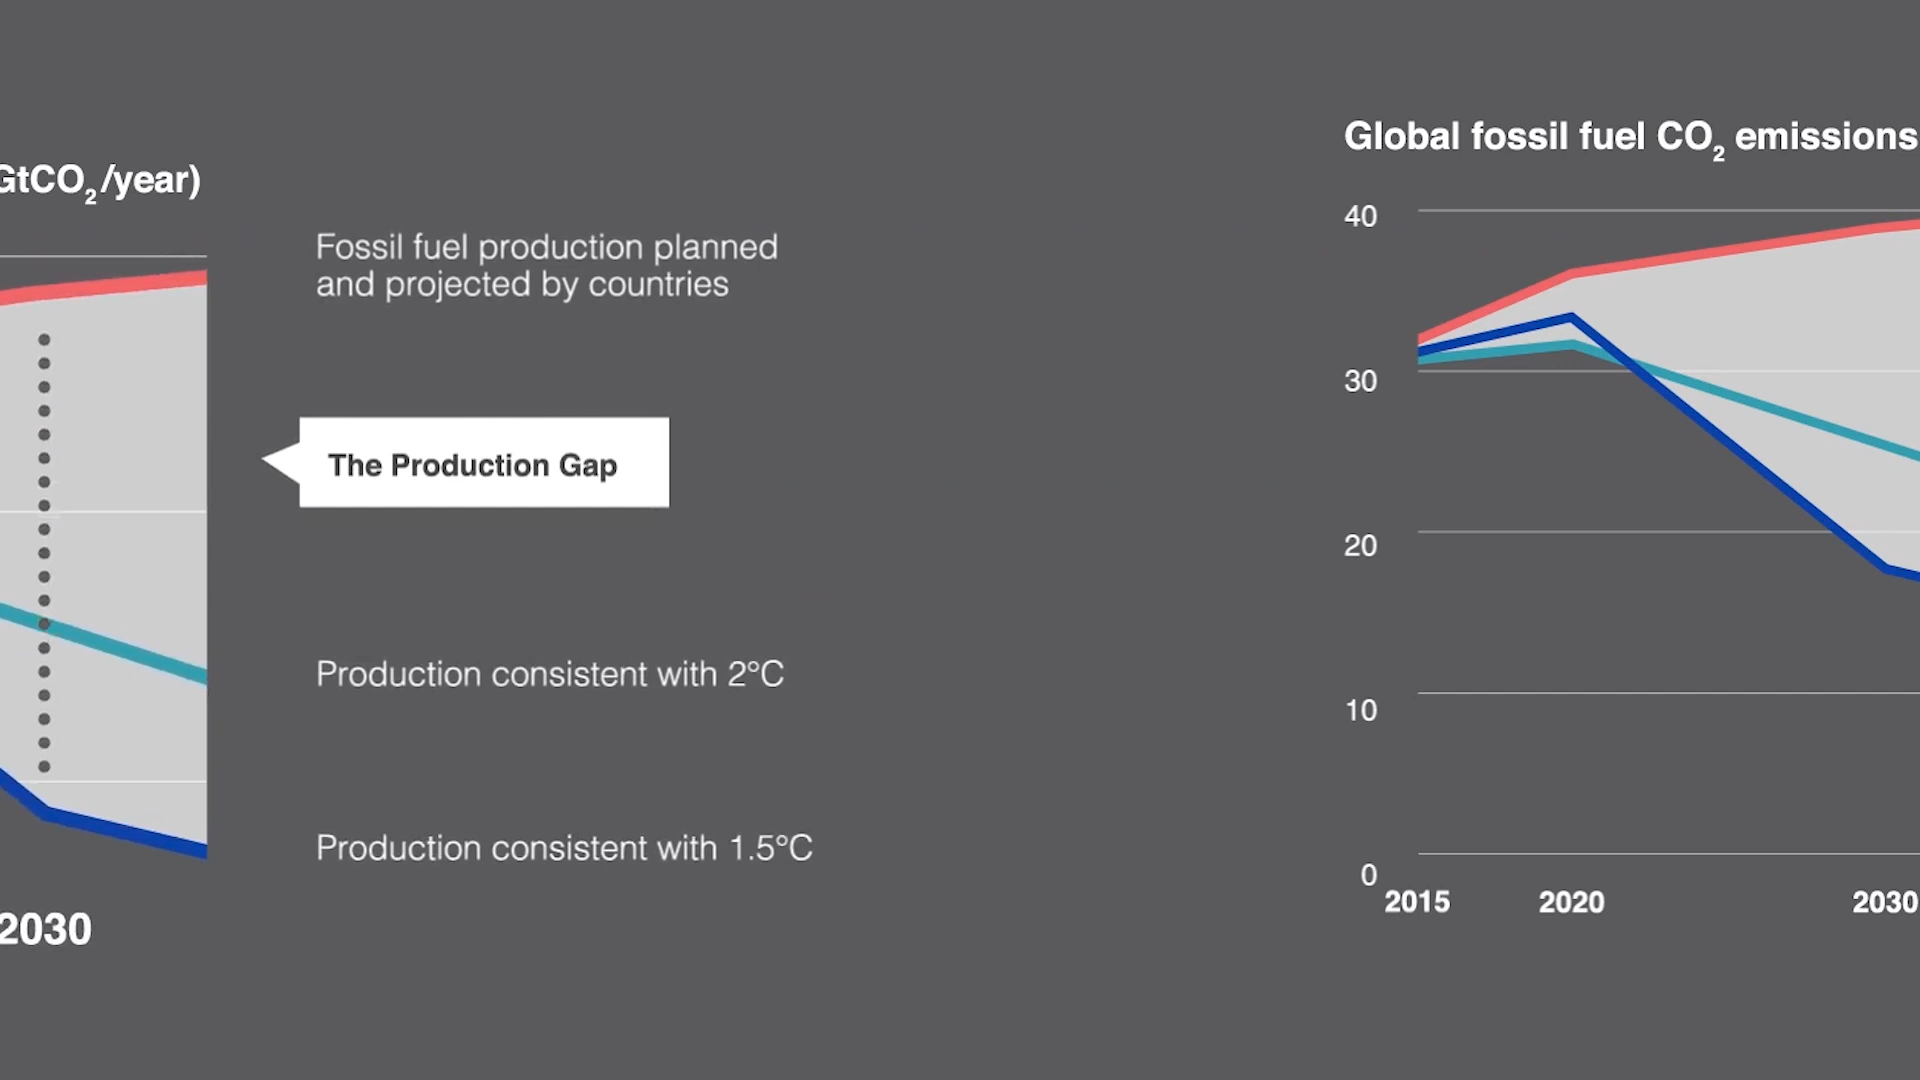 GtCO₂/year)
2030
Fossil fuel production planned
and projected by countries
The Production Gap
Production consistent with 2°C
Production consistent with 1.5°C
Global fossil fuel CO₂ emissions
40
30
20
10
0
2015 2020 2030